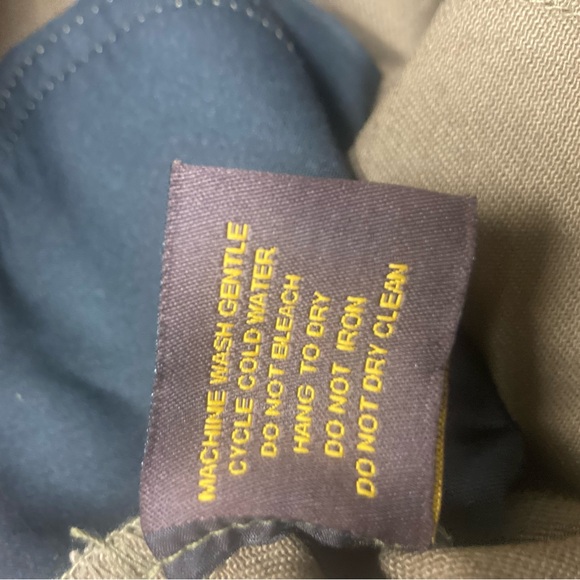 MACHINE WASH GENTLE
CYCLE COLD WATER
DO NOT BLEACH
HANG TO DRY
DO NOT IRON
DO NOT DRY CLEAN